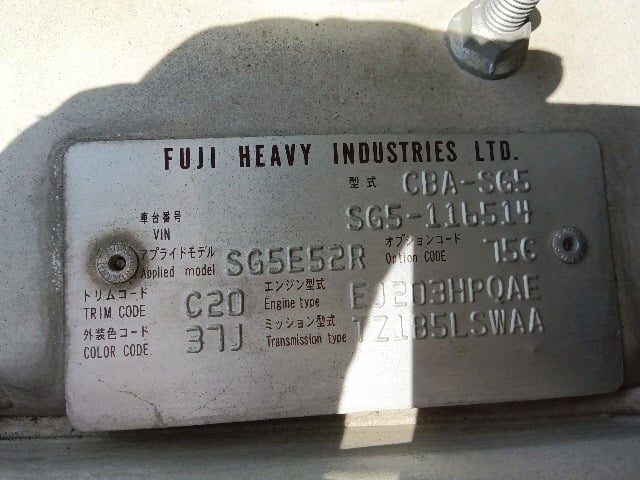 FUJI HEAVY INDUSTRIES LTD.
型式 CBA-SG5
車台番号 VIN SG5-116514
アプライドモデル Applied model SG5E52R オプションコード Option CODE 75G
トリムコード TRIM CODE C20 エンジン型式 Engine type EJ203HPQAE
外装色コード COLOR CODE 37J ミッション型式 Transmission type TZ1B5LSWAA